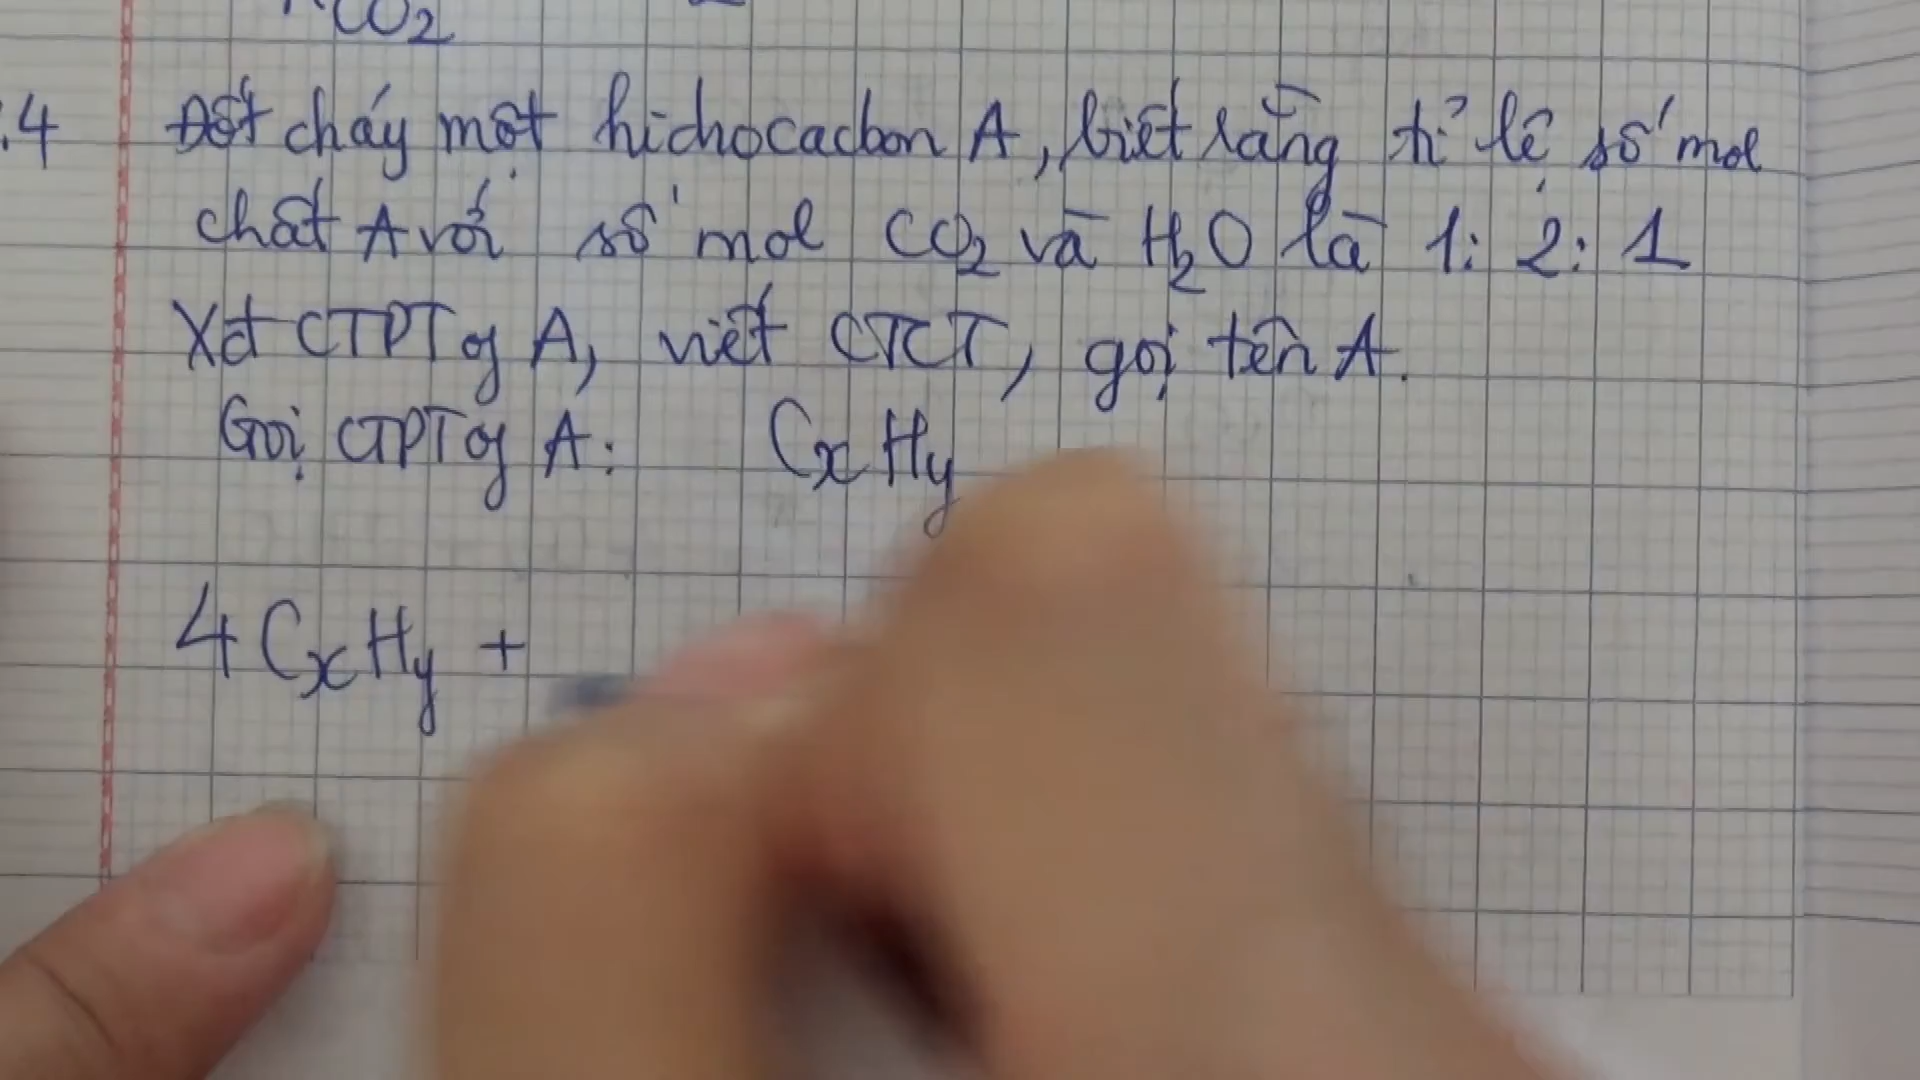 CO2
.4 Đốt cháy một hidrocacbon A, biết rằng tỉ lệ số mol
chất A với số mol CO2 và H2O là 1: 2: 1
Xđ CTPT of A, viết CTCT, gọi tên A.
Gọi CTPT of A: CxHy
4 CxHy +